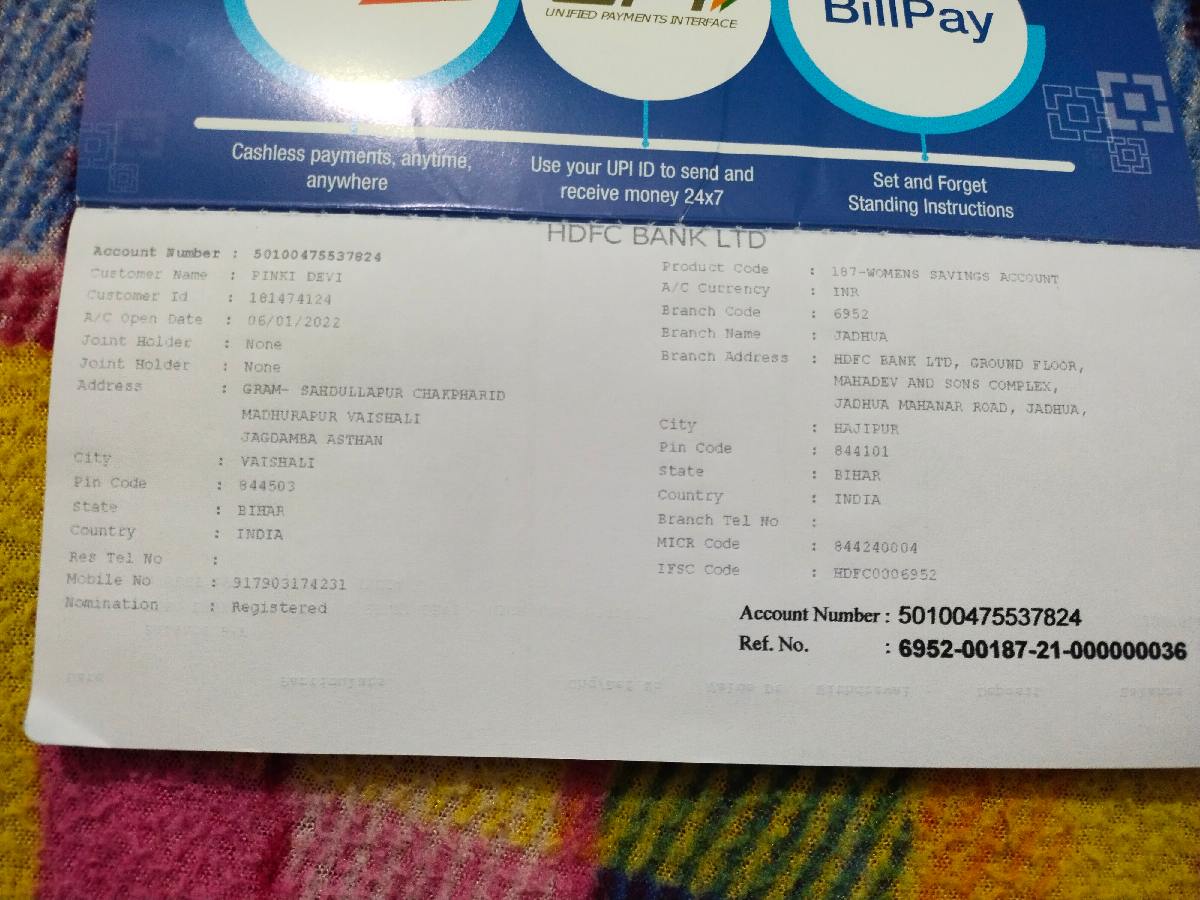 UNIFIED PAYMENTS INTERFACE
BillPay
Cashless payments, anytime,
anywhere
Use your UPI ID to send and
receive money 24x7
Set and Forget
Standing Instructions
HDFC BANK LTD
Account Number : 50100475537824
Customer Name : PINKI DEVI
Customer Id : 181474124
A/C Open Date : 06/01/2022
Joint Holder : None
Joint Holder : None
Address : GRAM- SAHDULLAPUR CHAKPHARID
MADHURAPUR VAISHALI
JAGDAMBA ASTHAN
City : VAISHALI
Pin Code : 844503
State : BIHAR
Country : INDIA
Res Tel No :
Mobile No : 917903174231
Nomination : Registered
Product Code : 187-WOMENS SAVINGS ACCOUNT
A/C Currency : INR
Branch Code : 6952
Branch Name : JADHUA
Branch Address : HDFC BANK LTD, GROUND FLOOR,
MAHADEV AND SONS COMPLEX,
JADHUA MAHANAR ROAD, JADHUA,
City : HAJIPUR
Pin Code : 844101
State : BIHAR
Country : INDIA
Branch Tel No :
MICR Code : 844240004
IFSC Code : HDFC0006952
Account Number : 50100475537824
Ref. No. : 6952-00187-21-000000036